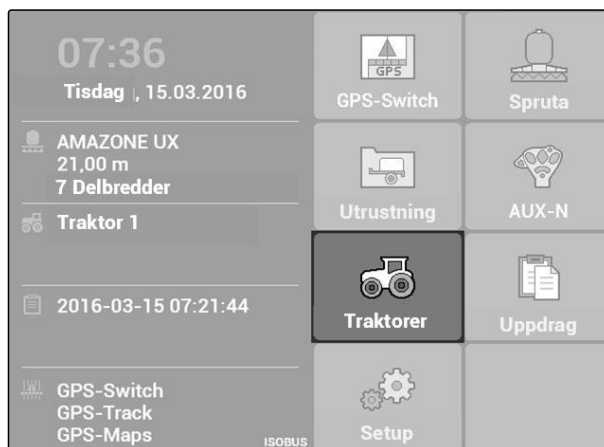 07:36
Tisdag , 15.03.2016
AMAZONE UX
21,00 m
7 Delbredder
Traktor 1
2016-03-15 07:21:44
GPS-Switch
GPS-Track
GPS-Maps
ISOBUS
GPS
GPS-Switch
Spruta
Utrustning
AUX-N
Traktorer
Uppdrag
Setup